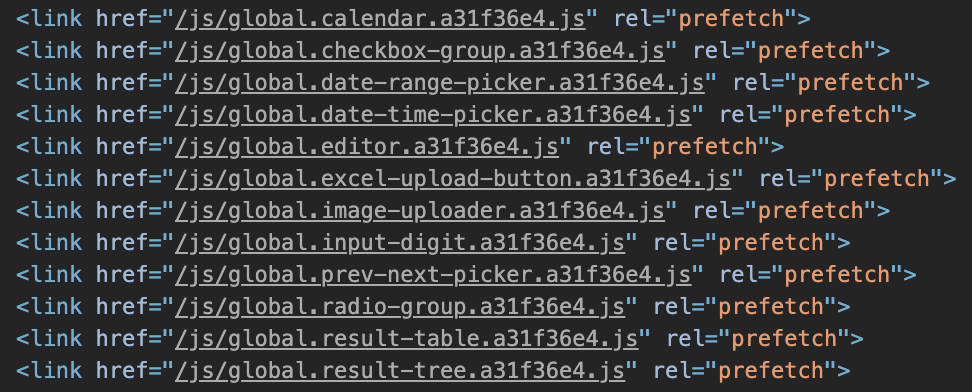 <link href="/js/global.calendar.a31f36e4.js" rel="prefetch">
<link href="/js/global.checkbox-group.a31f36e4.js" rel="prefetch">
<link href="/js/global.date-range-picker.a31f36e4.js" rel="prefetch">
<link href="/js/global.date-time-picker.a31f36e4.js" rel="prefetch">
<link href="/js/global.editor.a31f36e4.js" rel="prefetch">
<link href="/js/global.excel-upload-button.a31f36e4.js" rel="prefetch">
<link href="/js/global.image-uploader.a31f36e4.js" rel="prefetch">
<link href="/js/global.input-digit.a31f36e4.js" rel="prefetch">
<link href="/js/global.prev-next-picker.a31f36e4.js" rel="prefetch">
<link href="/js/global.radio-group.a31f36e4.js" rel="prefetch">
<link href="/js/global.result-table.a31f36e4.js" rel="prefetch">
<link href="/js/global.result-tree.a31f36e4.js" rel="prefetch">